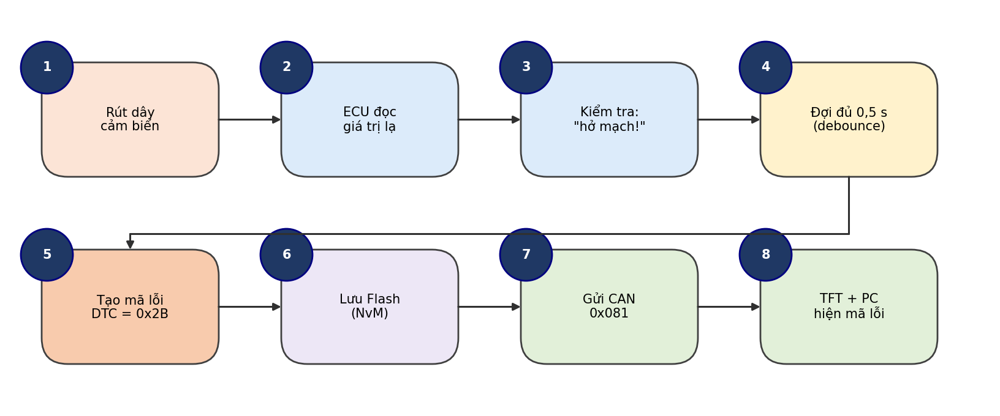 1
Rút dây
cảm biến
2
ECU đọc
giá trị lạ
3
Kiểm tra:
"hở mạch!"
4
Đợi đủ 0,5 s
(debounce)
5
Tạo mã lỗi
DTC = 0x2B
6
Lưu Flash
(NvM)
7
Gửi CAN
0x081
8
TFT + PC
hiện mã lỗi